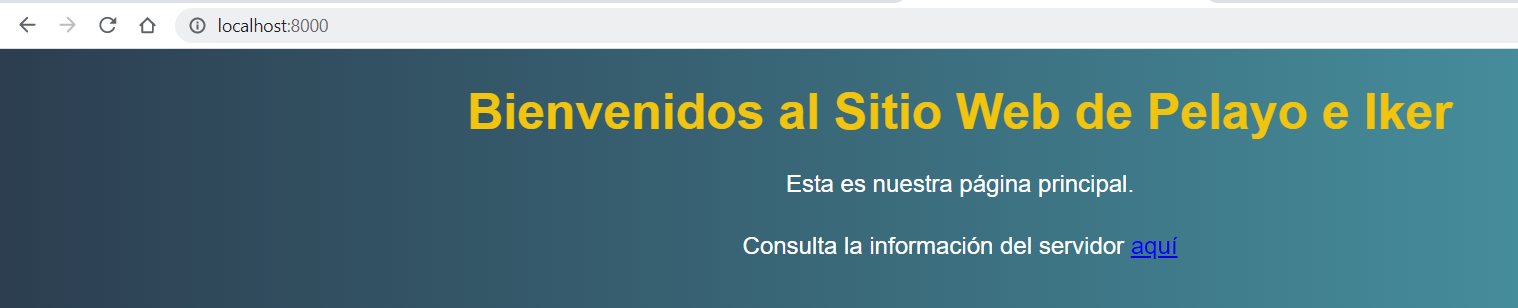 localhost:8000
Bienvenidos al Sitio Web de Pelayo e Iker
Esta es nuestra página principal.
Consulta la información del servidor aquí